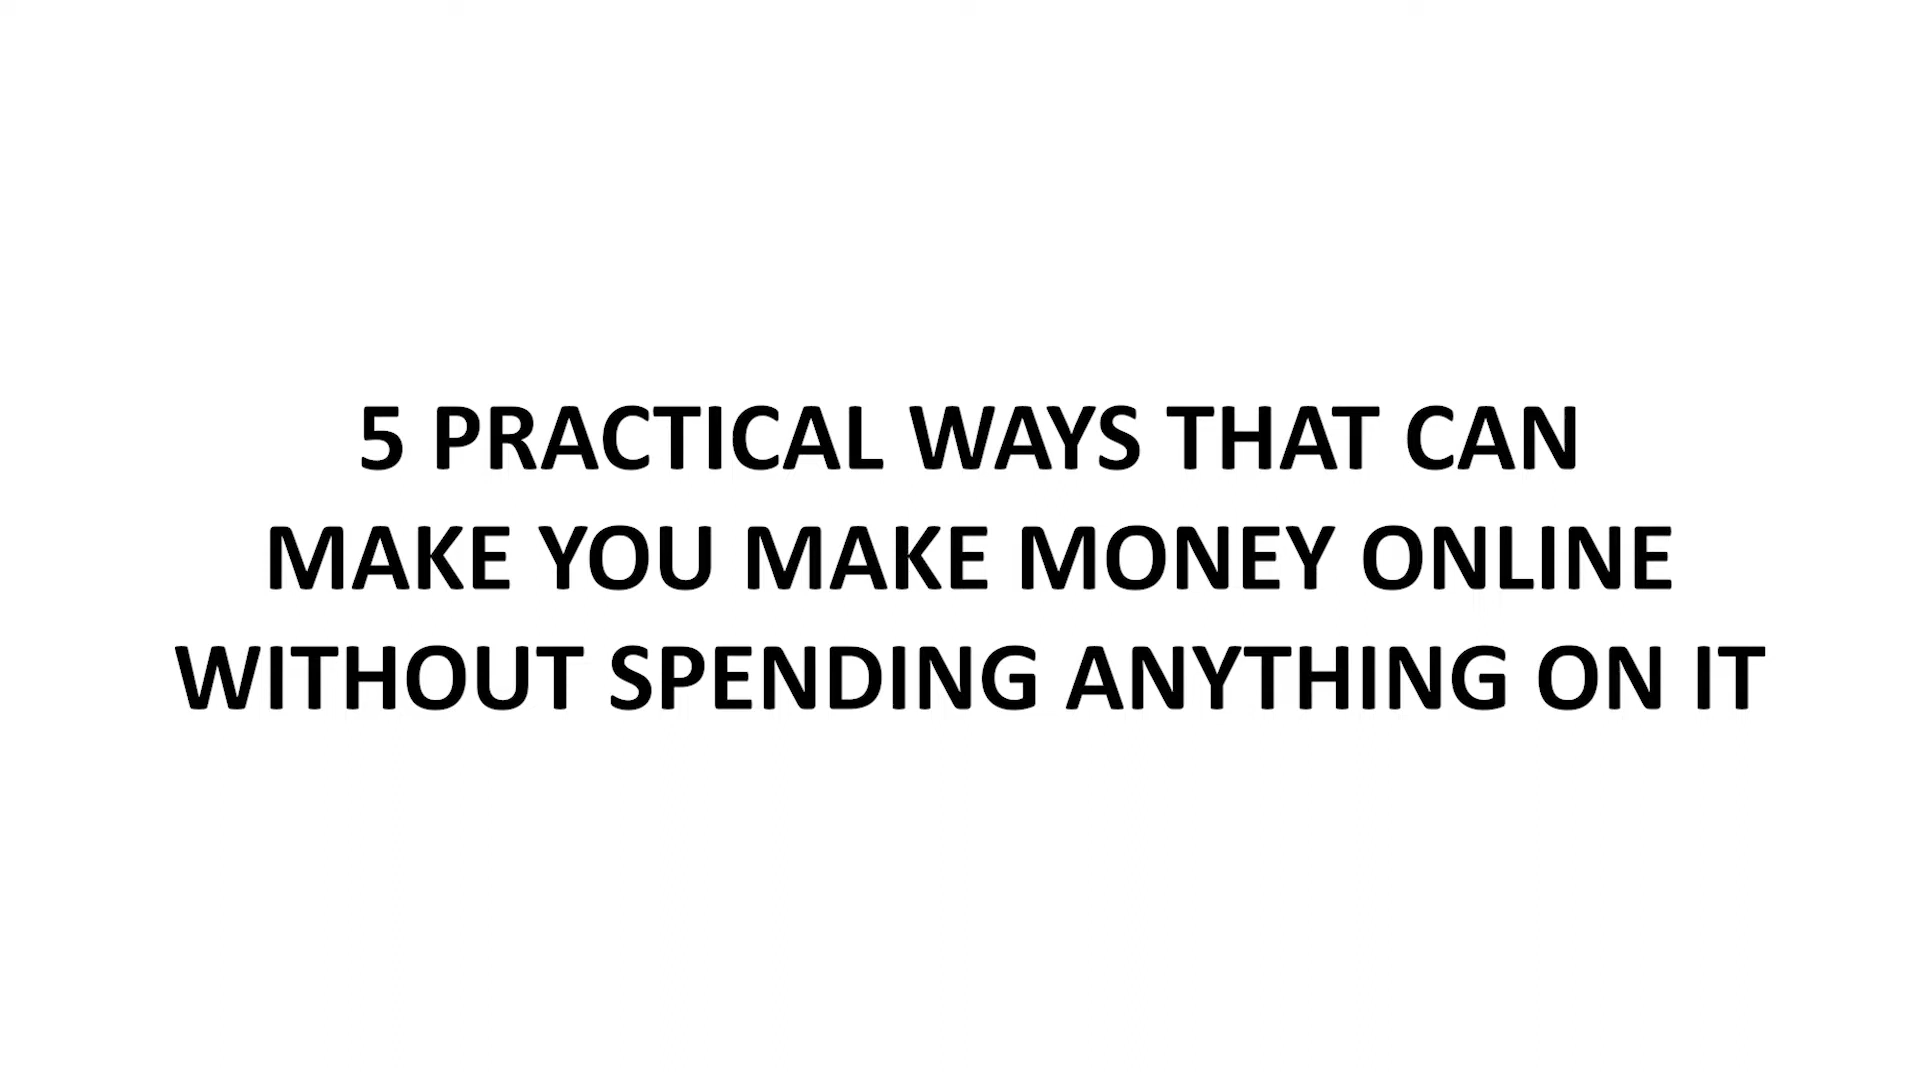 5 PRACTICAL WAYS THAT CAN
MAKE YOU MAKE MONEY ONLINE
WITHOUT SPENDING ANYTHING ON IT